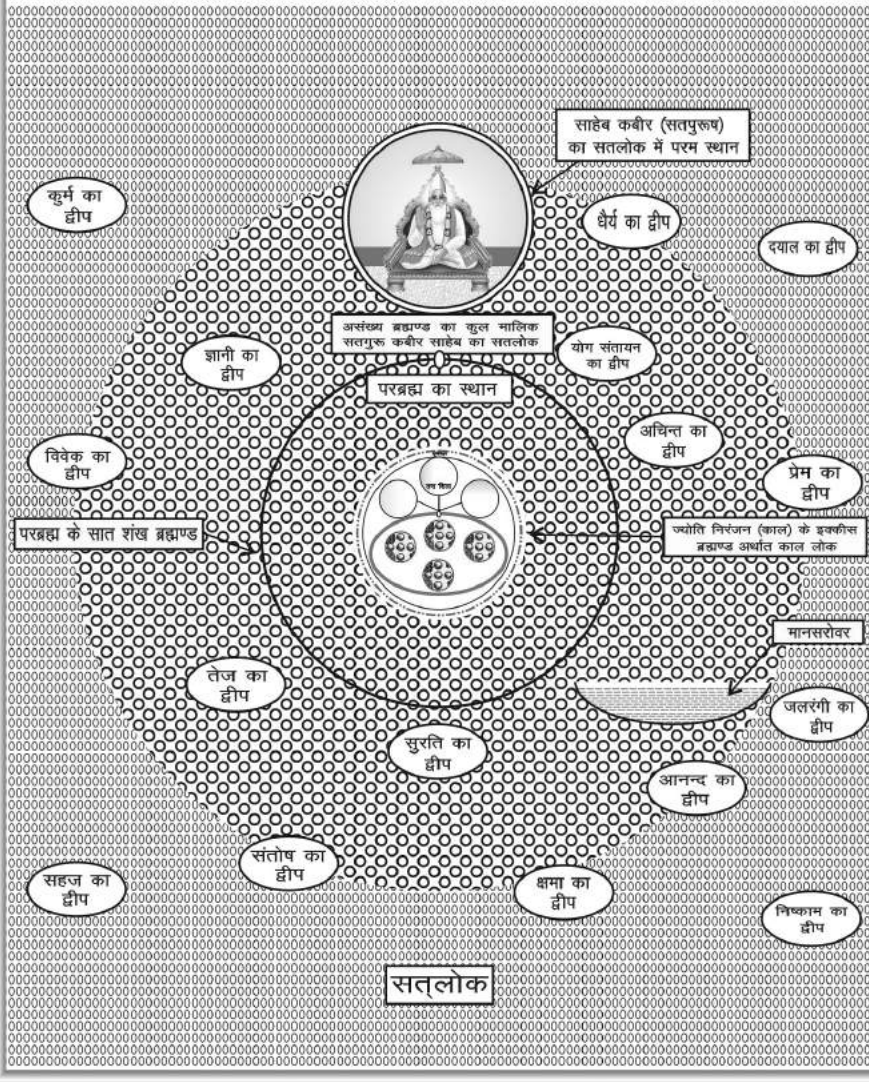 साहेब कबीर (सतपुरूष)
का सतलोक में परम स्थान
कुर्म का
द्वीप
धैर्य का द्वीप
दयाल का द्वीप
असंख्य ब्रह्मण्ड का कुल मालिक
सतगुरू कबीर साहेब का सतलोक
ज्ञानी का
द्वीप
योग संतायन
का द्वीप
परब्रह्म का स्थान
अचिन्त का
द्वीप
विवेक का
द्वीप
प्रेम का
द्वीप
परब्रह्म के सात शंख ब्रह्मण्ड
ज्योति निरंजन (काल) के इक्कीस
ब्रह्मण्ड अर्थात काल लोक
मानसरोवर
तेज का
द्वीप
जलरंगी का
द्वीप
सुरति का
द्वीप
आनन्द का
द्वीप
संतोष का
द्वीप
सहज का
द्वीप
क्षमा का
द्वीप
निष्काम का
द्वीप
सत्लोक